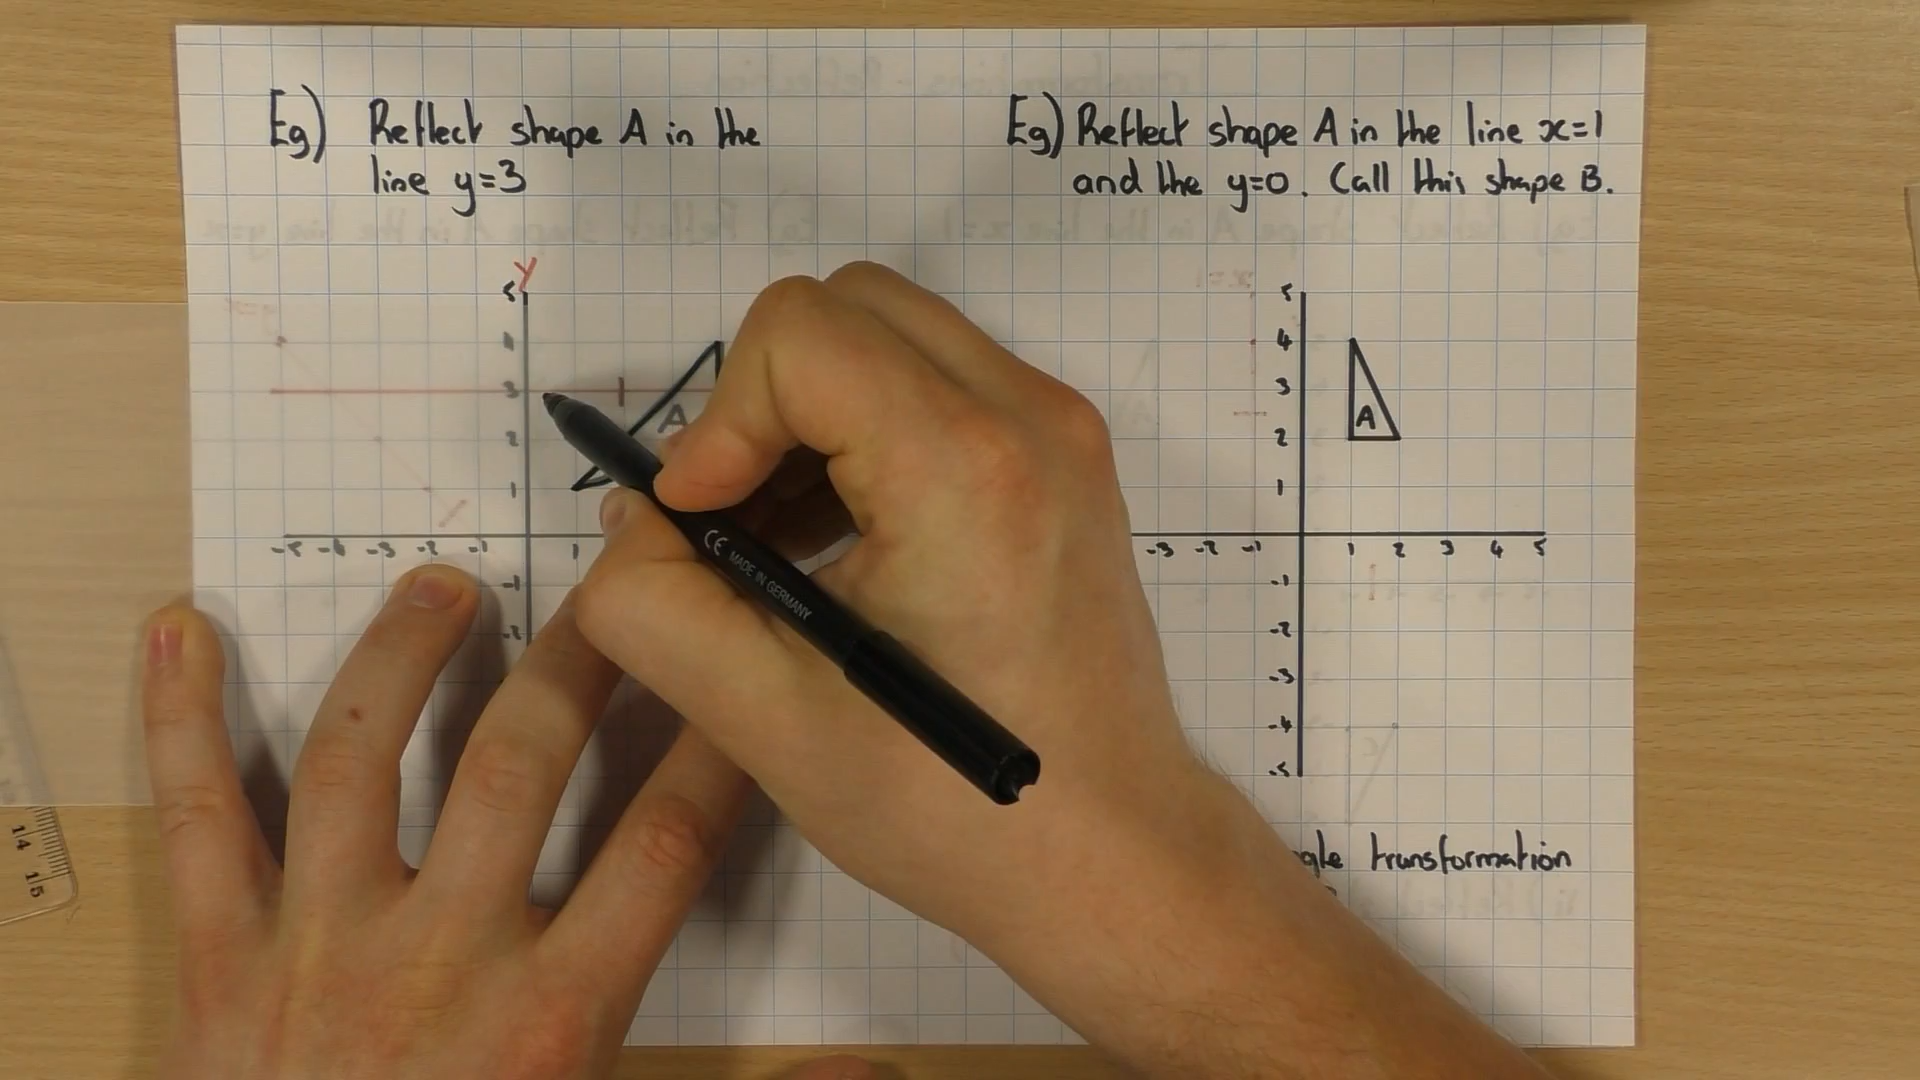 Eg) Reflect shape A in the
line y=3
Eg) Reflect shape A in the line x=1
and the y=0. Call this shape B.
y
5
4
3
2
1
-5 -4 -3 -2 -1 1
-1
-2
A
5
4
3
2
1
-3 -2 -1 1 2 3 4 5
-1
-2
-3
-4
-5
A
CE MADE IN GERMANY
transformation
14
15